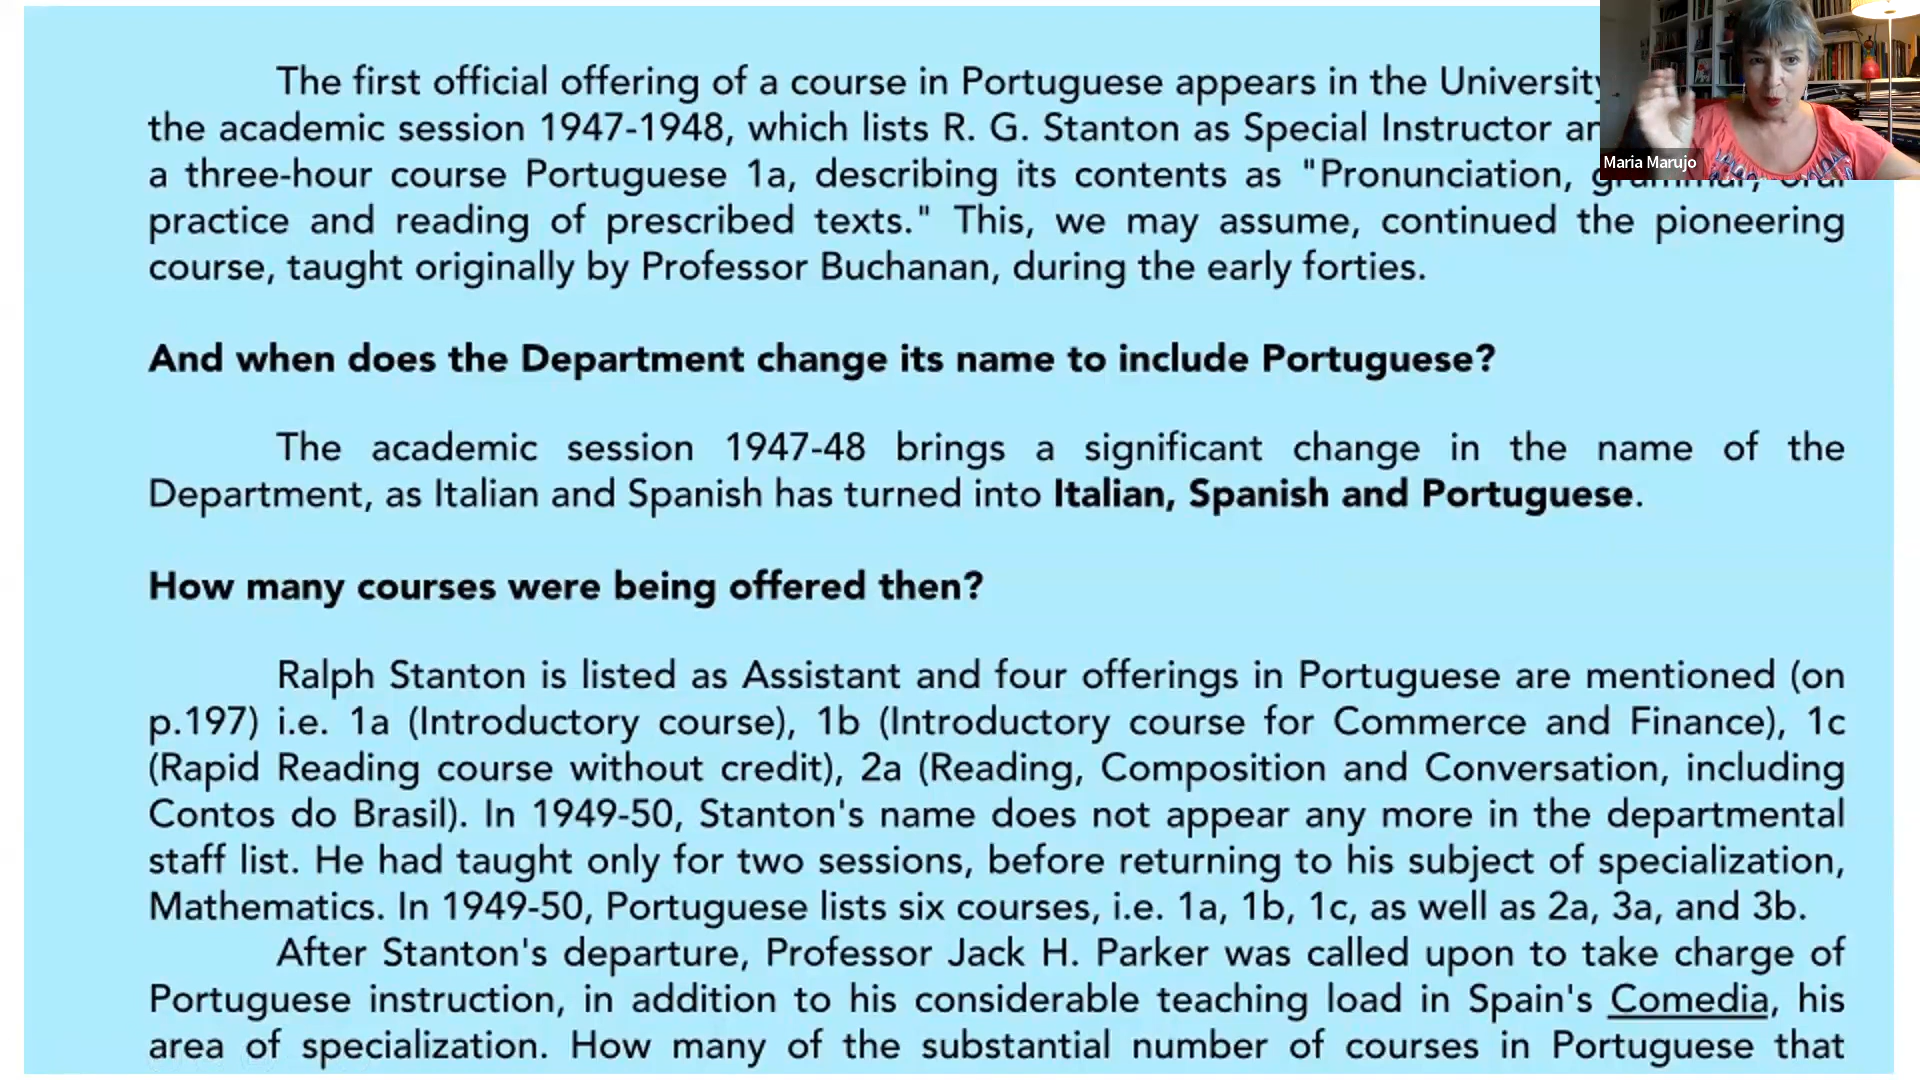 The first official offering of a course in Portuguese appears in the University
the academic session 1947-1948, which lists R. G. Stanton as Special Instructor
a three-hour course Portuguese 1a, describing its contents as "Pronunciation, grammar, oral
practice and reading of prescribed texts." This, we may assume, continued the pioneering
course, taught originally by Professor Buchanan, during the early forties.
And when does the Department change its name to include Portuguese?
The academic session 1947-48 brings a significant change in the name of the
Department, as Italian and Spanish has turned into Italian, Spanish and Portuguese.
How many courses were being offered then?
Ralph Stanton is listed as Assistant and four offerings in Portuguese are mentioned (on
p.197) i.e. 1a (Introductory course), 1b (Introductory course for Commerce and Finance), 1c
(Rapid Reading course without credit), 2a (Reading, Composition and Conversation, including
Contos do Brasil). In 1949-50, Stanton's name does not appear any more in the departmental
staff list. He had taught only for two sessions, before returning to his subject of specialization,
Mathematics. In 1949-50, Portuguese lists six courses, i.e. 1a, 1b, 1c, as well as 2a, 3a, and 3b.
After Stanton's departure, Professor Jack H. Parker was called upon to take charge of
Portuguese instruction, in addition to his considerable teaching load in Spain's Comedia, his
area of specialization. How many of the substantial number of courses in Portuguese that
Maria Marujo